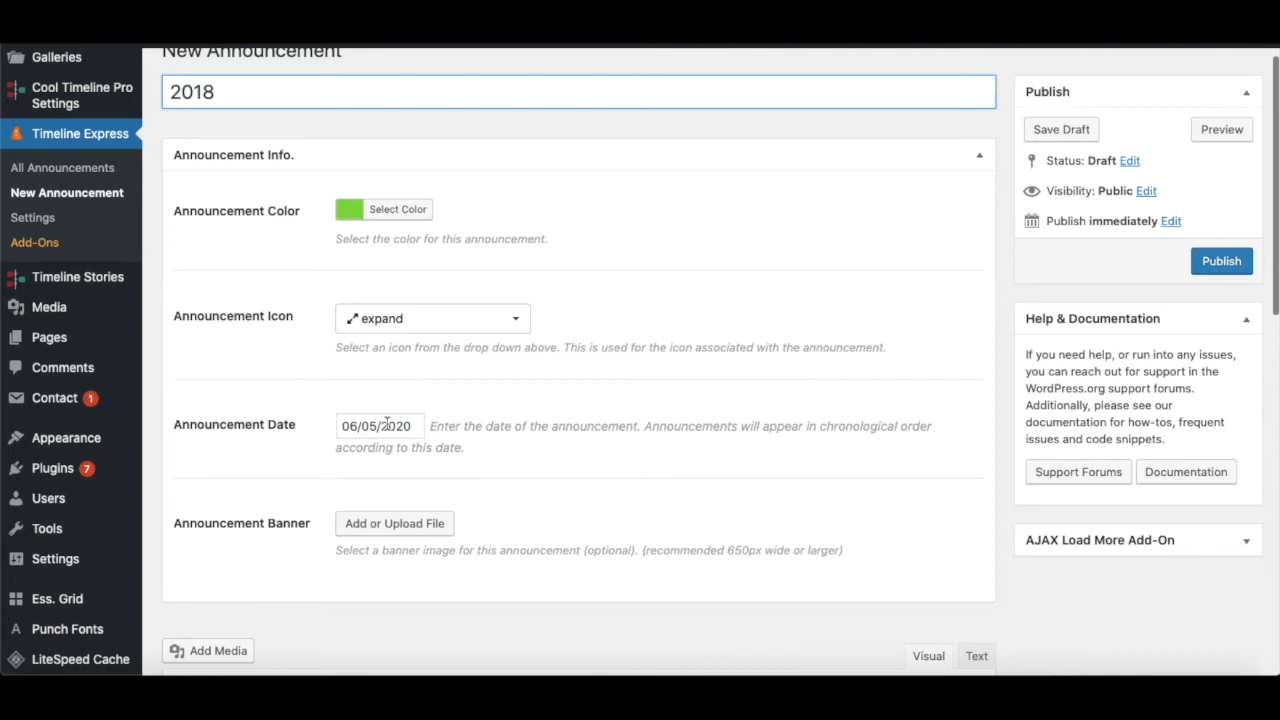 Galleries
Cool Timeline Pro
Settings
Timeline Express
All Announcements
New Announcement
Settings
Add-Ons
Timeline Stories
Media
Pages
Comments
Contact 1
Appearance
Plugins 7
Users
Tools
Settings
Ess. Grid
A Punch Fonts
LiteSpeed Cache
New Announcement
2018
Announcement Info.
Announcement Color
Select Color
Select the color for this announcement.
Announcement Icon
expand
Select an icon from the drop down above. This is used for the icon associated with the announcement.
Announcement Date
06/05/2020 Enter the date of the announcement. Announcements will appear in chronological order
according to this date.
Announcement Banner
Add or Upload File
Select a banner image for this announcement (optional). (recommended 650px wide or larger)
Add Media
Visual Text
Publish
Save Draft Preview
Status: Draft Edit
Visibility: Public Edit
Publish immediately Edit
Publish
Help & Documentation
If you need help, or run into any issues,
you can reach out for support in the
WordPress.org support forums.
Additionally, please see our
documentation for how-tos, frequent
issues and code snippets.
Support Forums Documentation
AJAX Load More Add-On